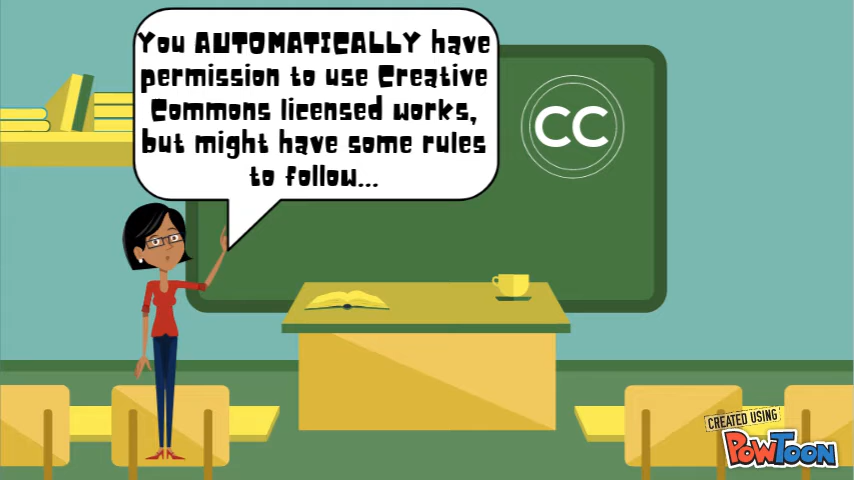 You AUTOMATICALLY have
permission to use Creative
Commons licensed works,
but might have some rules
to follow...
CC
CREATED USING
POWTOON